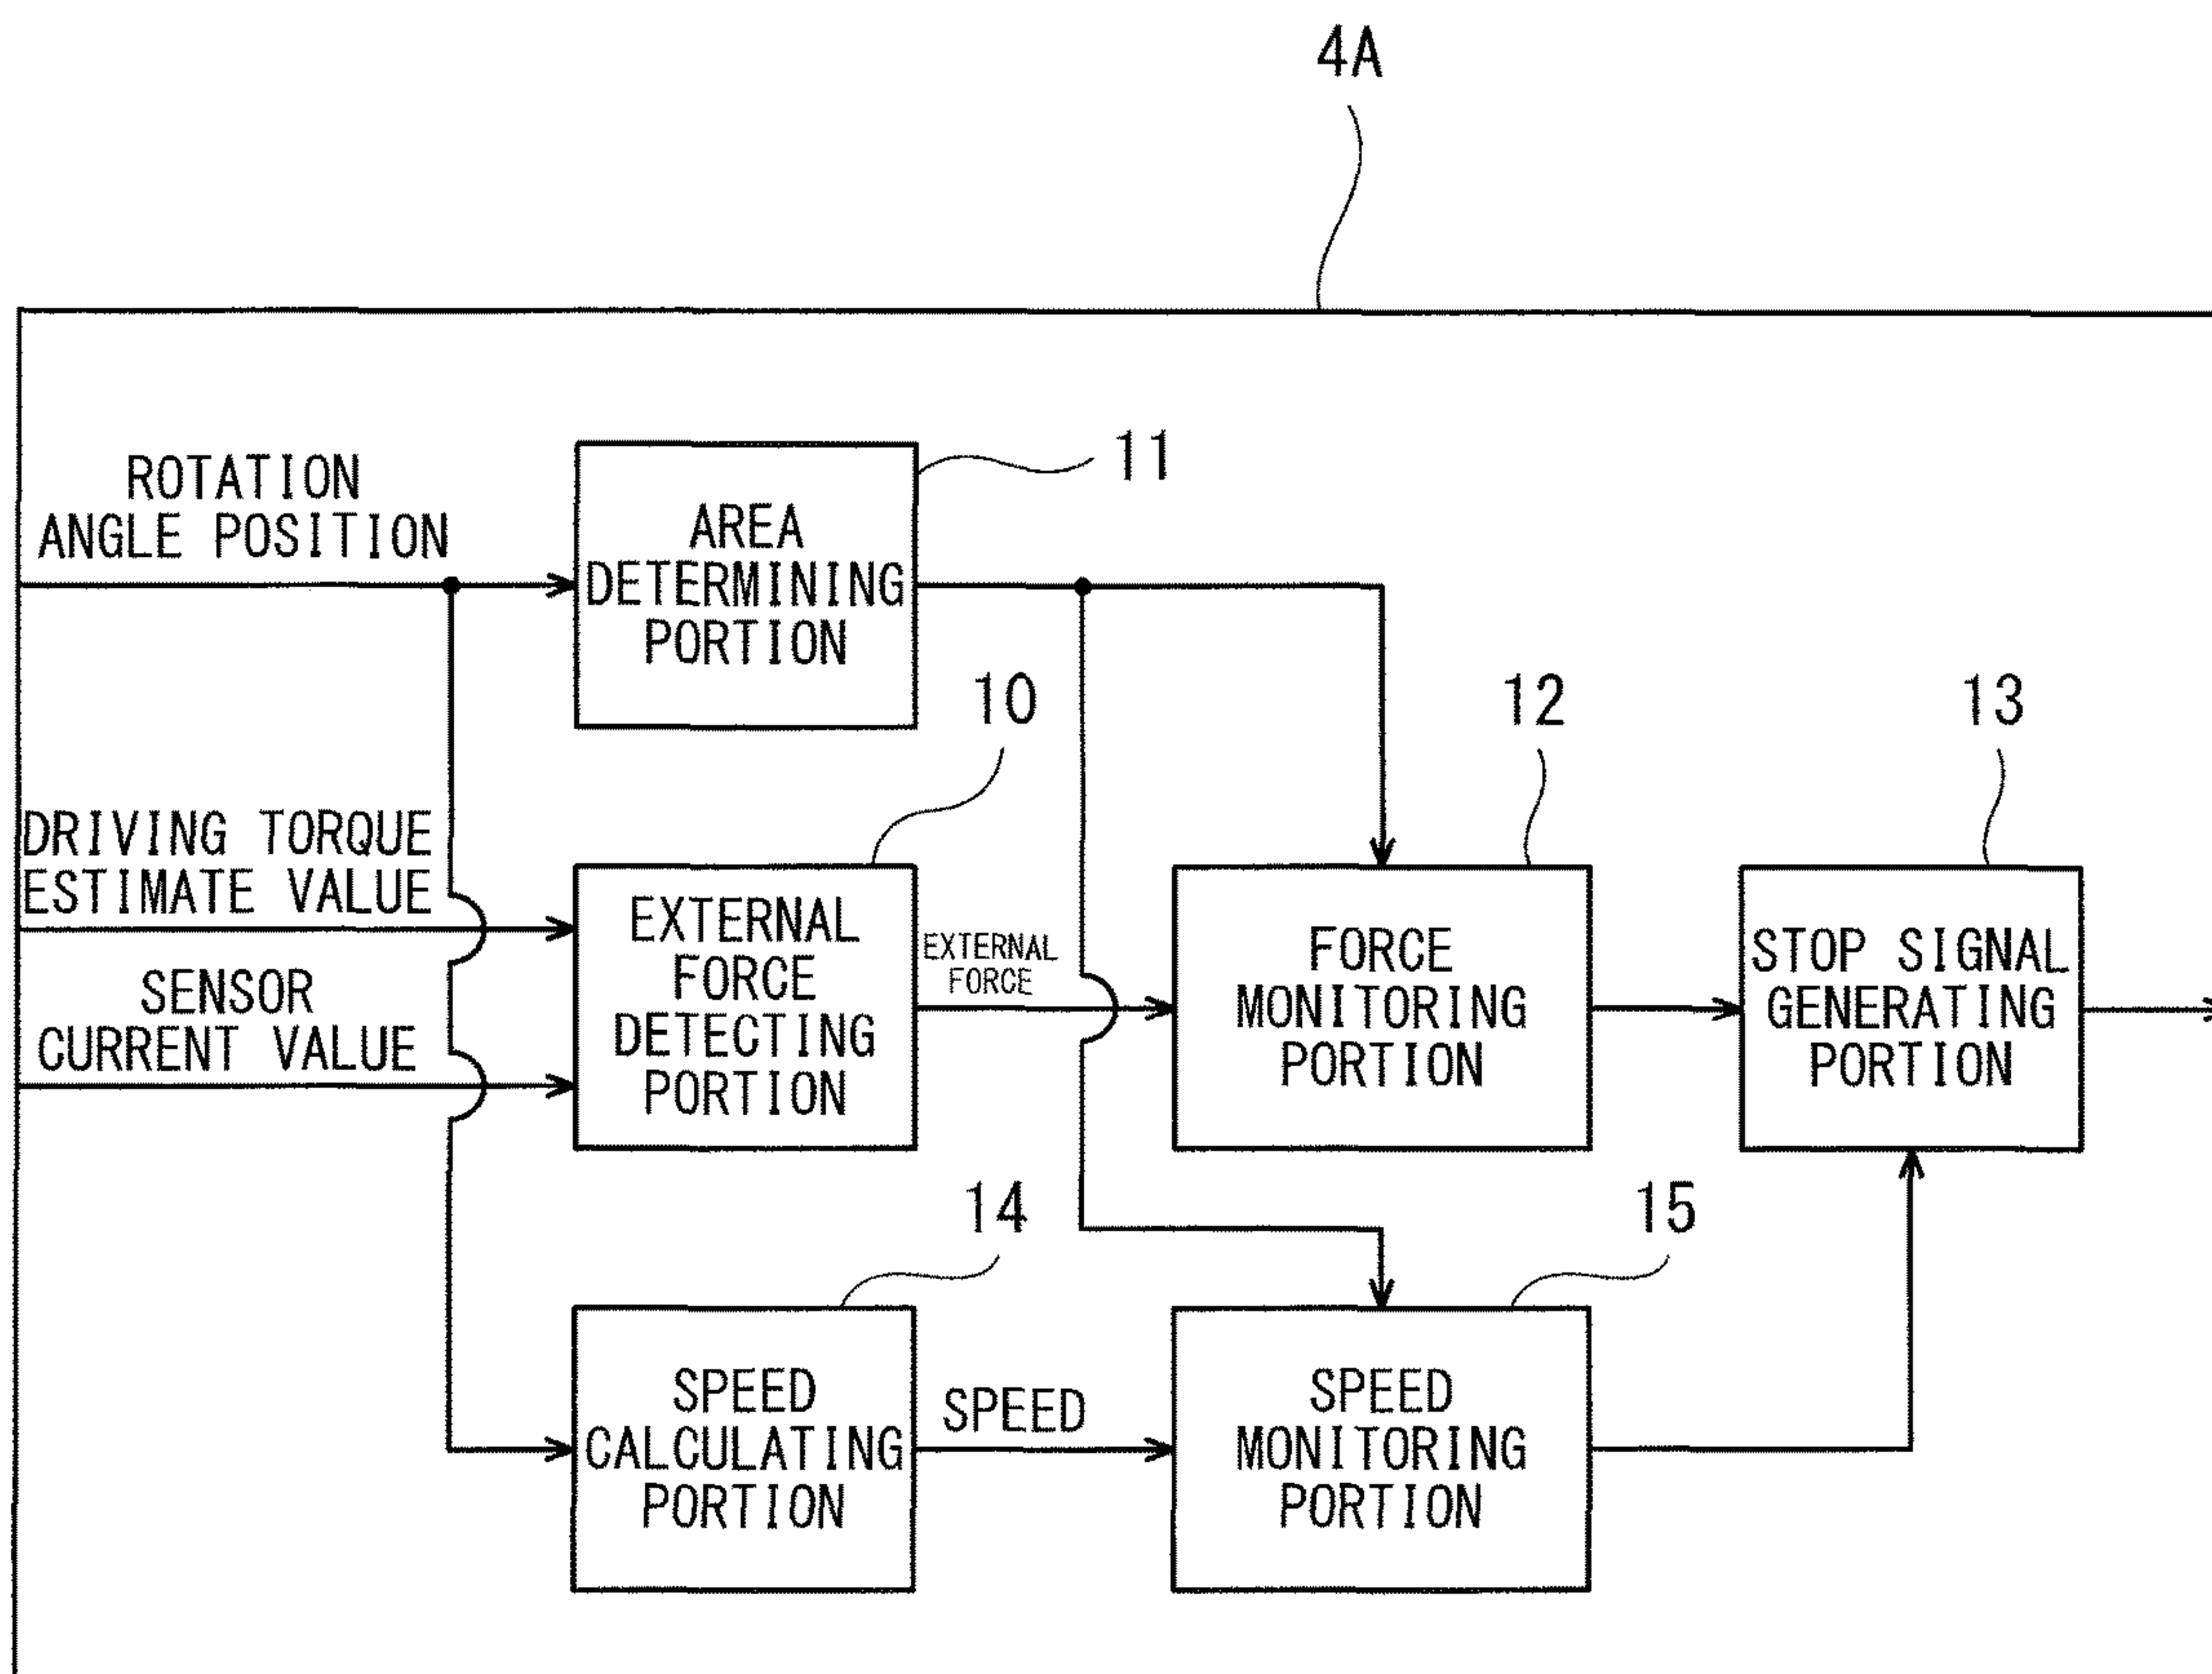 4A
ROTATION
ANGLE POSITION
11
AREA
DETERMINING
PORTION
10
12
13
DRIVING TORQUE
ESTIMATE VALUE
SENSOR
CURRENT VALUE
EXTERNAL
FORCE
DETECTING
PORTION
EXTERNAL
FORCE
FORCE
MONITORING
PORTION
STOP SIGNAL
GENERATING
PORTION
14
15
SPEED
CALCULATING
PORTION
SPEED
SPEED
MONITORING
PORTION